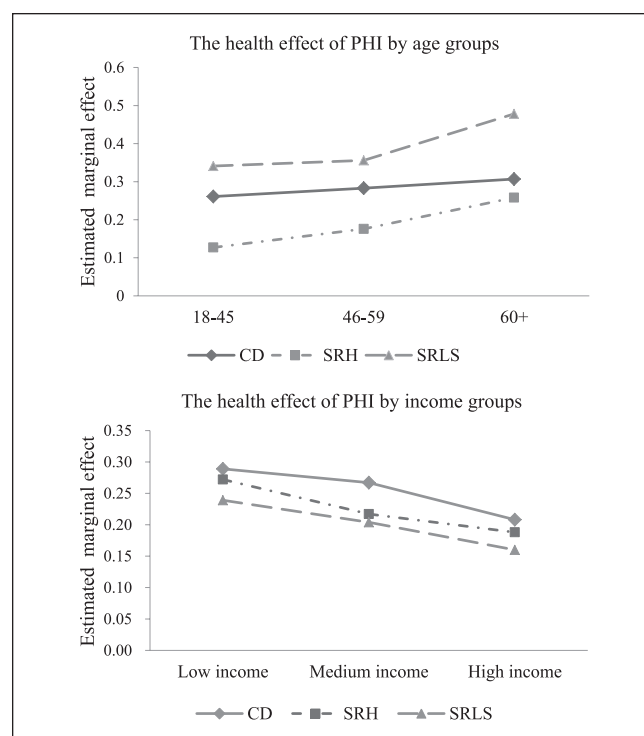 The health effect of PHI by age groups
Estimated marginal effect
0.6
0.5
0.4
0.3
0.2
0.1
0
18-45 46-59 60+
CD SRH SRLS
The health effect of PHI by income groups
Estimated marginal effect
0.35
0.30
0.25
0.20
0.15
0.10
0.05
0.00
Low income Medium income High income
CD SRH SRLS